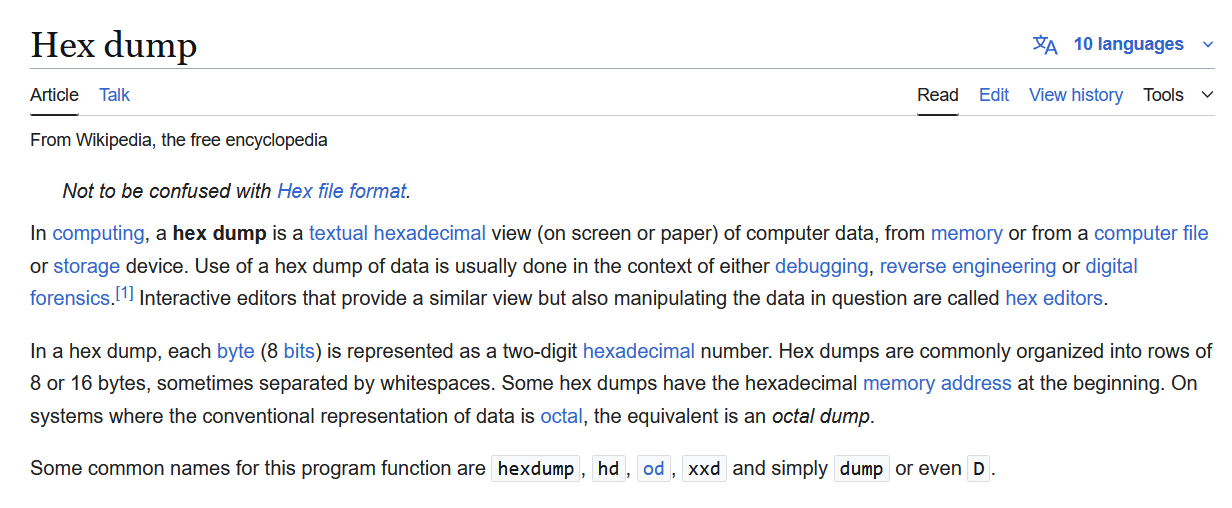 Hex dump
10 languages
Article Talk Read Edit View history Tools
From Wikipedia, the free encyclopedia
Not to be confused with Hex file format.
In computing, a hex dump is a textual hexadecimal view (on screen or paper) of computer data, from memory or from a computer file
or storage device. Use of a hex dump of data is usually done in the context of either debugging, reverse engineering or digital
forensics.[1] Interactive editors that provide a similar view but also manipulating the data in question are called hex editors.
In a hex dump, each byte (8 bits) is represented as a two-digit hexadecimal number. Hex dumps are commonly organized into rows of
8 or 16 bytes, sometimes separated by whitespaces. Some hex dumps have the hexadecimal memory address at the beginning. On
systems where the conventional representation of data is octal, the equivalent is an octal dump.
Some common names for this program function are hexdump, hd, od, xxd and simply dump or even D.